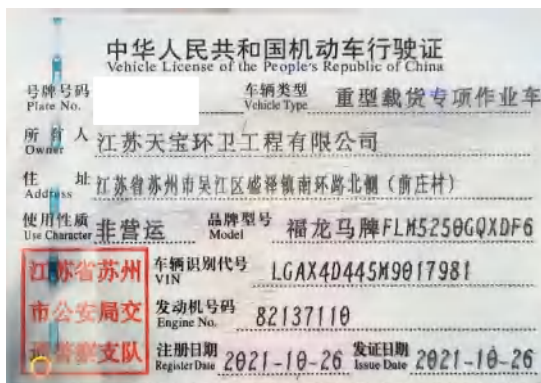 中华人民共和国机动车行驶证
Vehicle License of the People's Republic of China
号牌号码 车辆类型 重型载货专项作业车
Plate No. Vehicle Type
所有人 江苏天宝环卫工程有限公司
Owner
住址 江苏省苏州市吴江区盛泽镇南环路北侧（前庄村）
Address
使用性质 非营运 品牌型号 福龙马牌FLM5250GQXDF6
Use Character Model
江苏省苏州
市公安局交
通警察支队
车辆识别代号 LGAX4D445M9017981
VIN
发动机号码 82137110
Engine No.
注册日期 2021-10-26 发证日期 2021-10-26
Register Date Issue Date